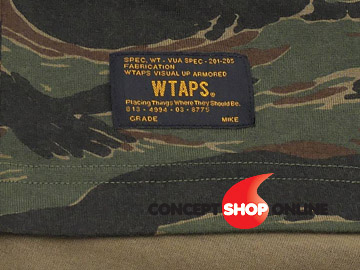 SPEC. WT - VUA SPEC - 201-205
FABRICATION
WTAPS VISUAL UP ARMORED
WTAPS®
Placing Things Where They Should Be.
813 - 4994 - 03 - 8775
GRADE MIKE
CONCEPT SHOP ONLINE